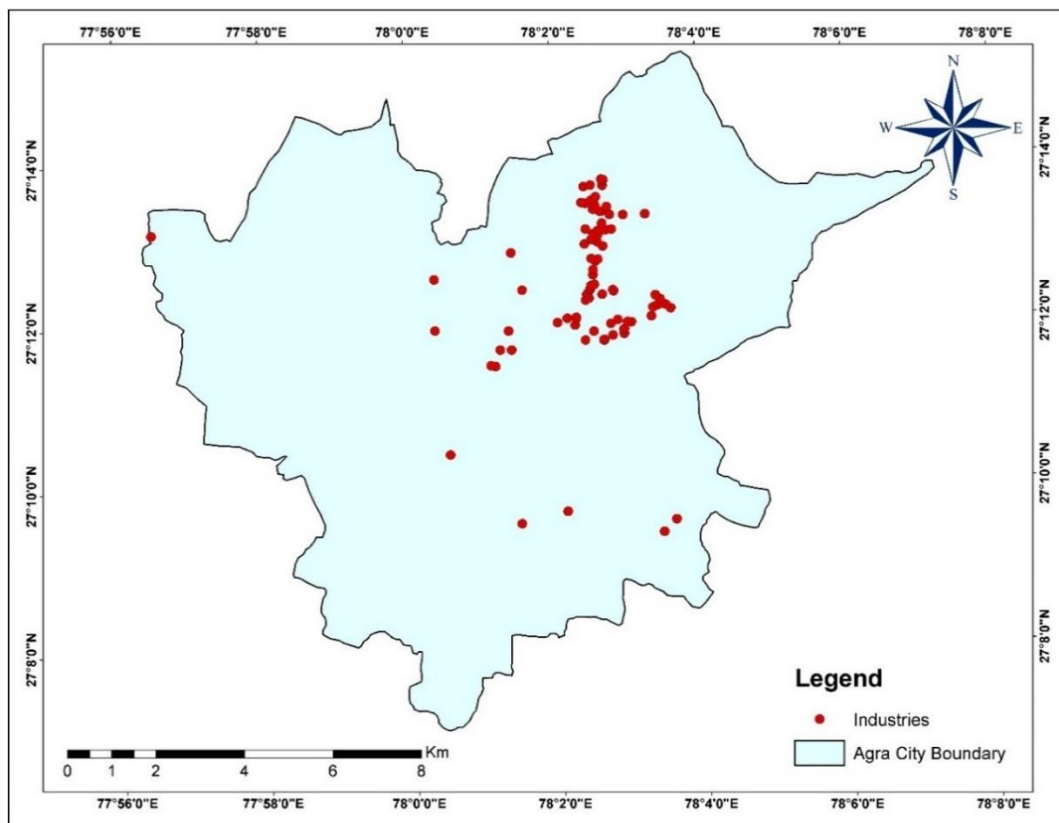 77°56'0"E 77°58'0"E 78°0'0"E 78°2'0"E 78°4'0"E 78°6'0"E 78°8'0"E
N
W E
S
27°14'0"N 27°14'0"N
27°12'0"N 27°12'0"N
27°10'0"N 27°10'0"N
27°8'0"N 27°8'0"N
Legend
Industries
Agra City Boundary
Km
0 1 2 4 6 8
77°56'0"E 77°58'0"E 78°0'0"E 78°2'0"E 78°4'0"E 78°6'0"E 78°8'0"E